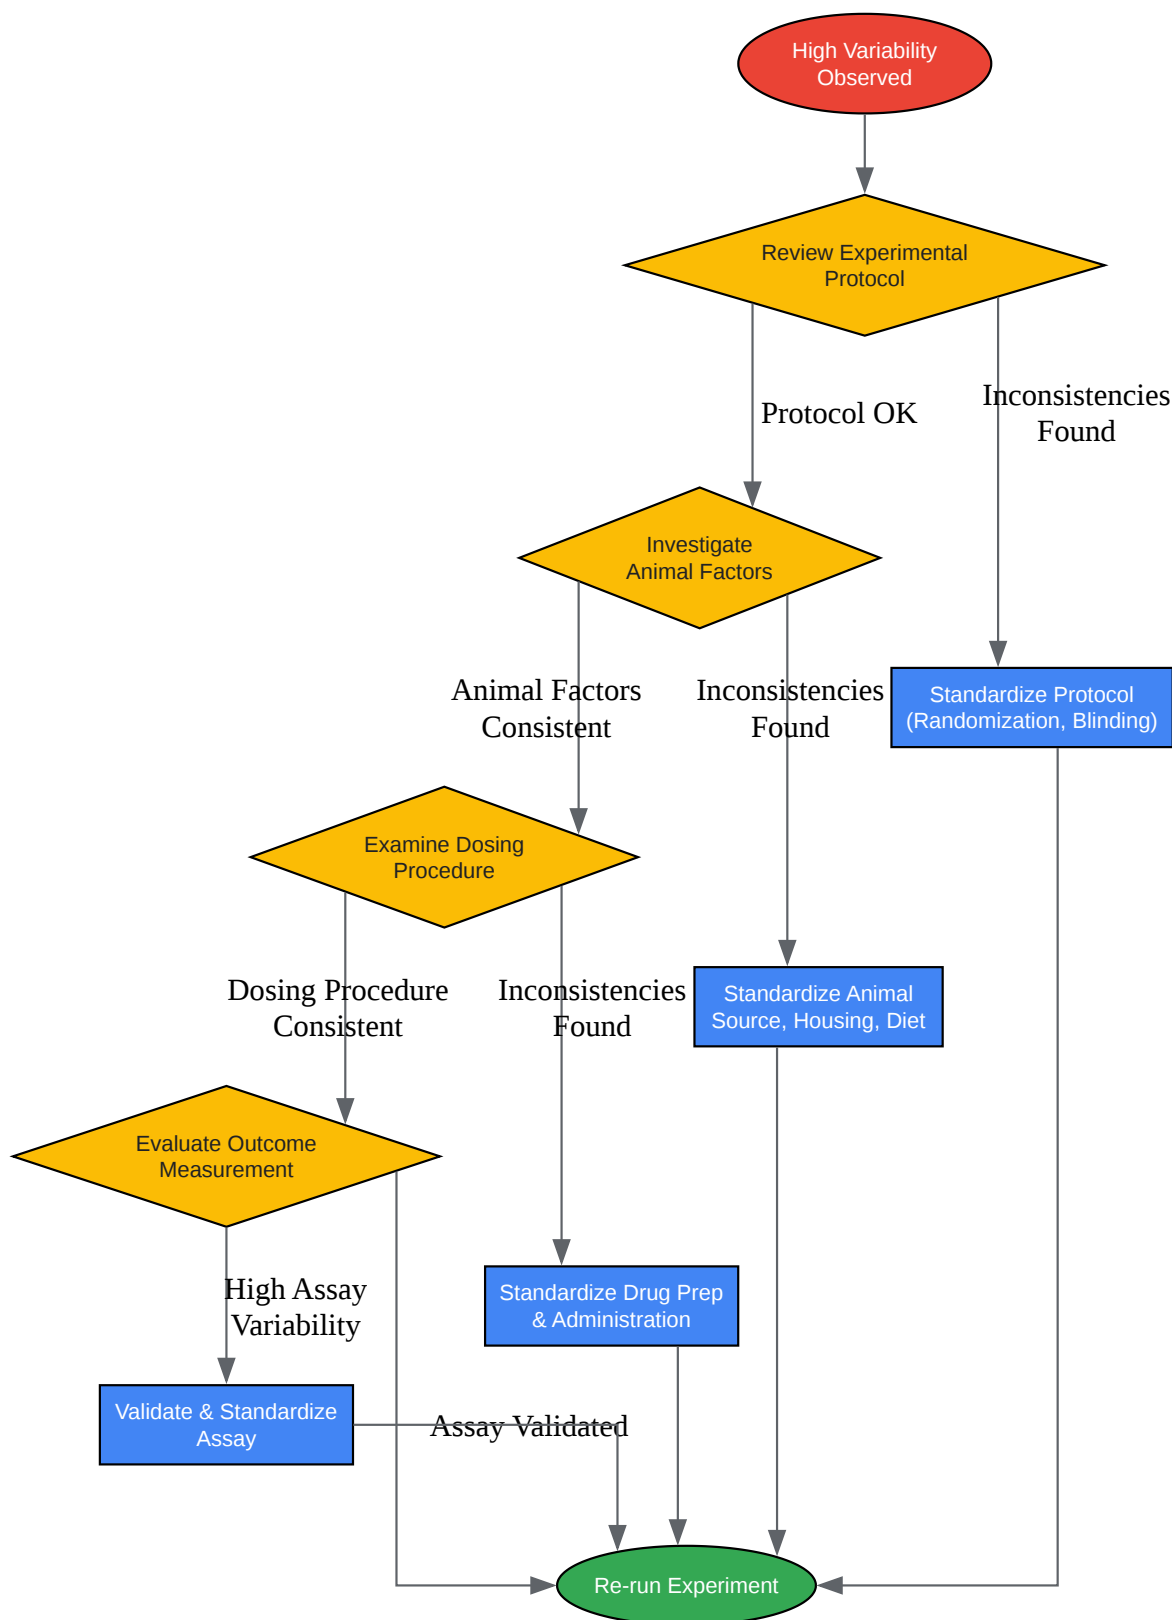 High Variability
Observed
Review Experimental
Protocol
Protocol OK
Inconsistencies
Found
Investigate
Animal Factors
Animal Factors
Consistent
Inconsistencies
Found
Standardize Protocol
(Randomization, Blinding)
Examine Dosing
Procedure
Dosing Procedure
Consistent
Inconsistencies
Found
Standardize Animal
Source, Housing, Diet
Evaluate Outcome
Measurement
High Assay
Variability
Standardize Drug Prep
& Administration
Validate & Standardize
Assay
Assay Validated
Re-run Experiment